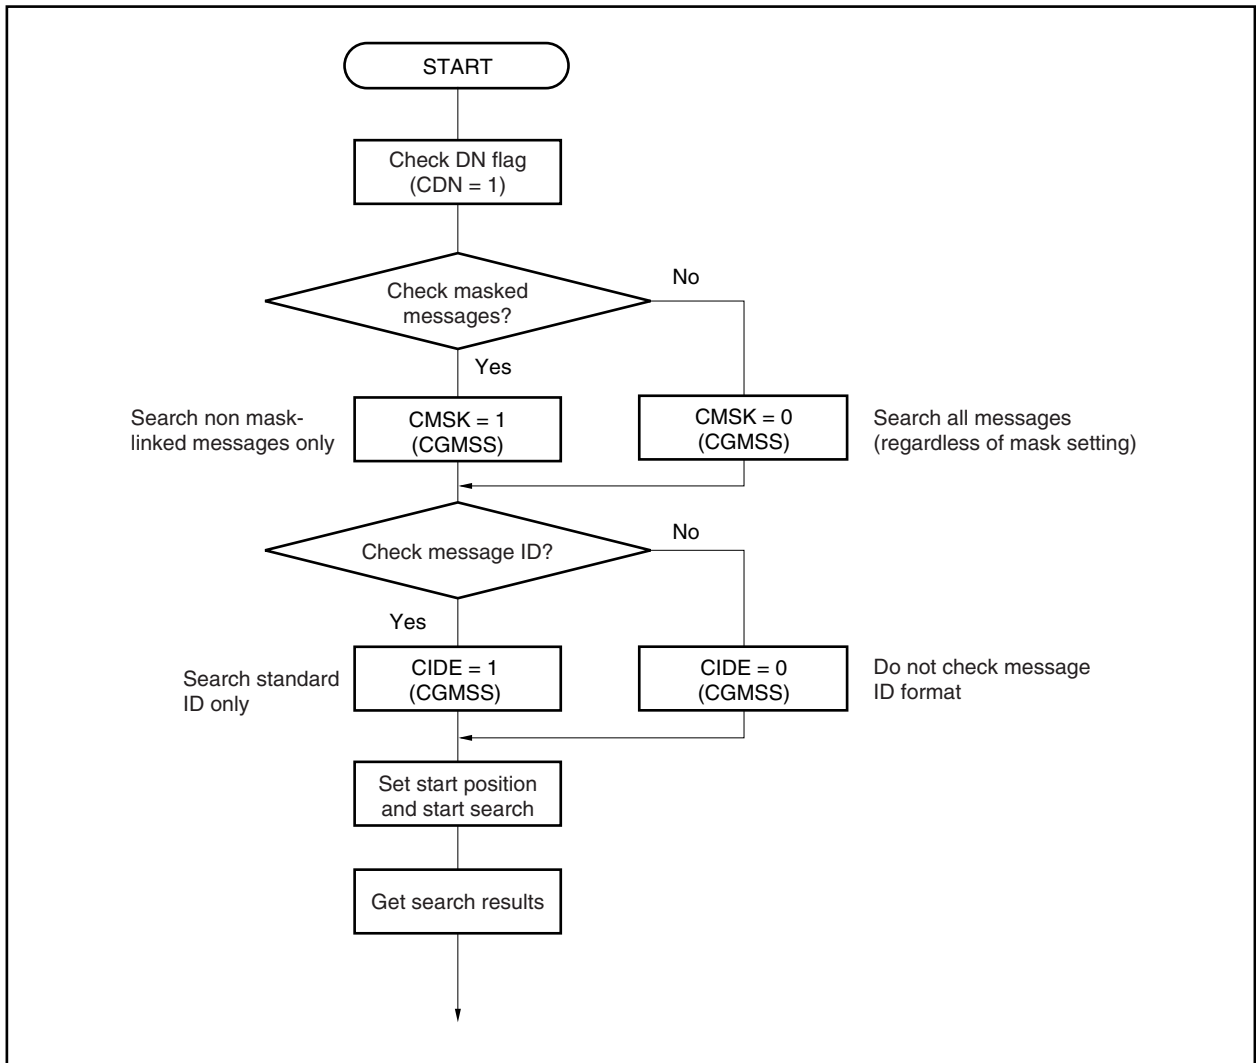 START
Check DN flag
(CDN = 1)
Check masked
messages?
No
Yes
Search non mask-
linked messages only
CMSK = 1
(CGMSS)
CMSK = 0
(CGMSS)
Search all messages
(regardless of mask setting)
Check message ID?
No
Yes
Search standard
ID only
CIDE = 1
(CGMSS)
CIDE = 0
(CGMSS)
Do not check message
ID format
Set start position
and start search
Get search results